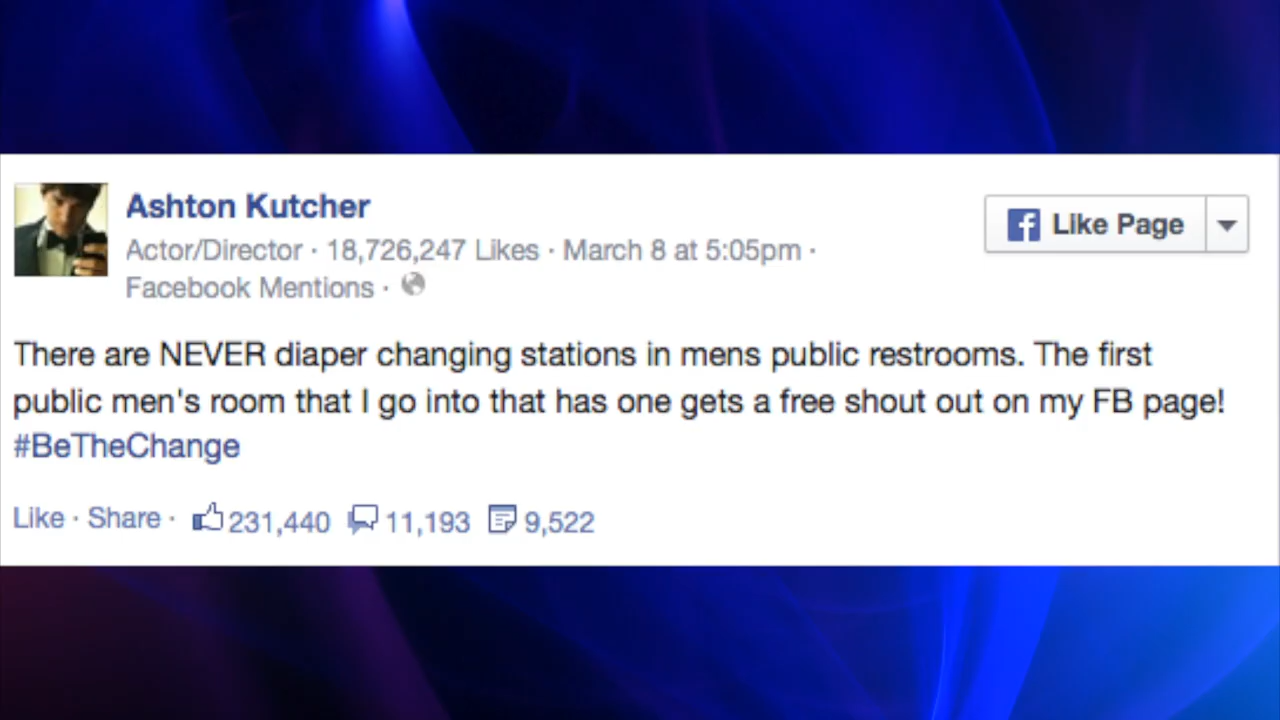 Ashton Kutcher
Actor/Director · 18,726,247 Likes · March 8 at 5:05pm ·
Facebook Mentions ·
Like Page
There are NEVER diaper changing stations in mens public restrooms. The first
public men's room that I go into that has one gets a free shout out on my FB page!
#BeTheChange
Like · Share · 231,440 11,193 9,522